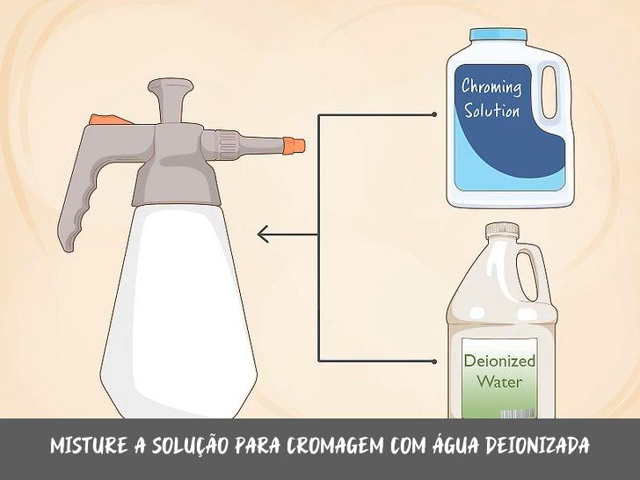 Chroming
Solution
Deionized
Water
MISTURE A SOLUÇÃO PARA CROMAGEM COM ÁGUA DEIONIZADA